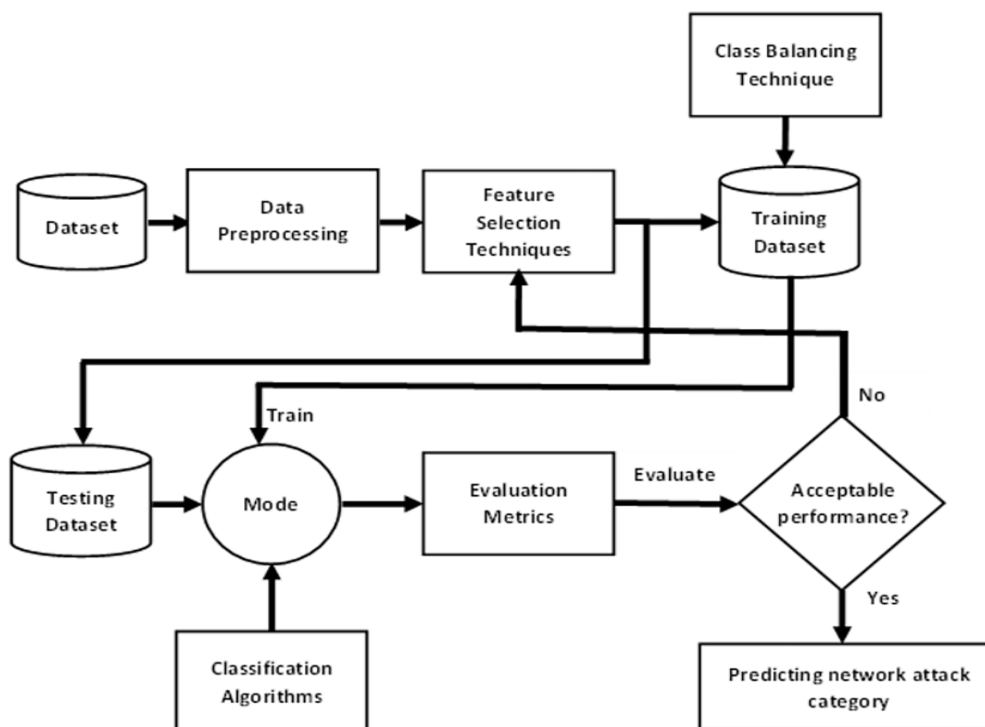 Class Balancing
Technique
Dataset
Data
Preprocessing
Feature
Selection
Techniques
Training
Dataset
Train
No
Testing
Dataset
Mode
Evaluation
Metrics
Evaluate
Acceptable
performance?
Yes
Classification
Algorithms
Predicting network attack
category